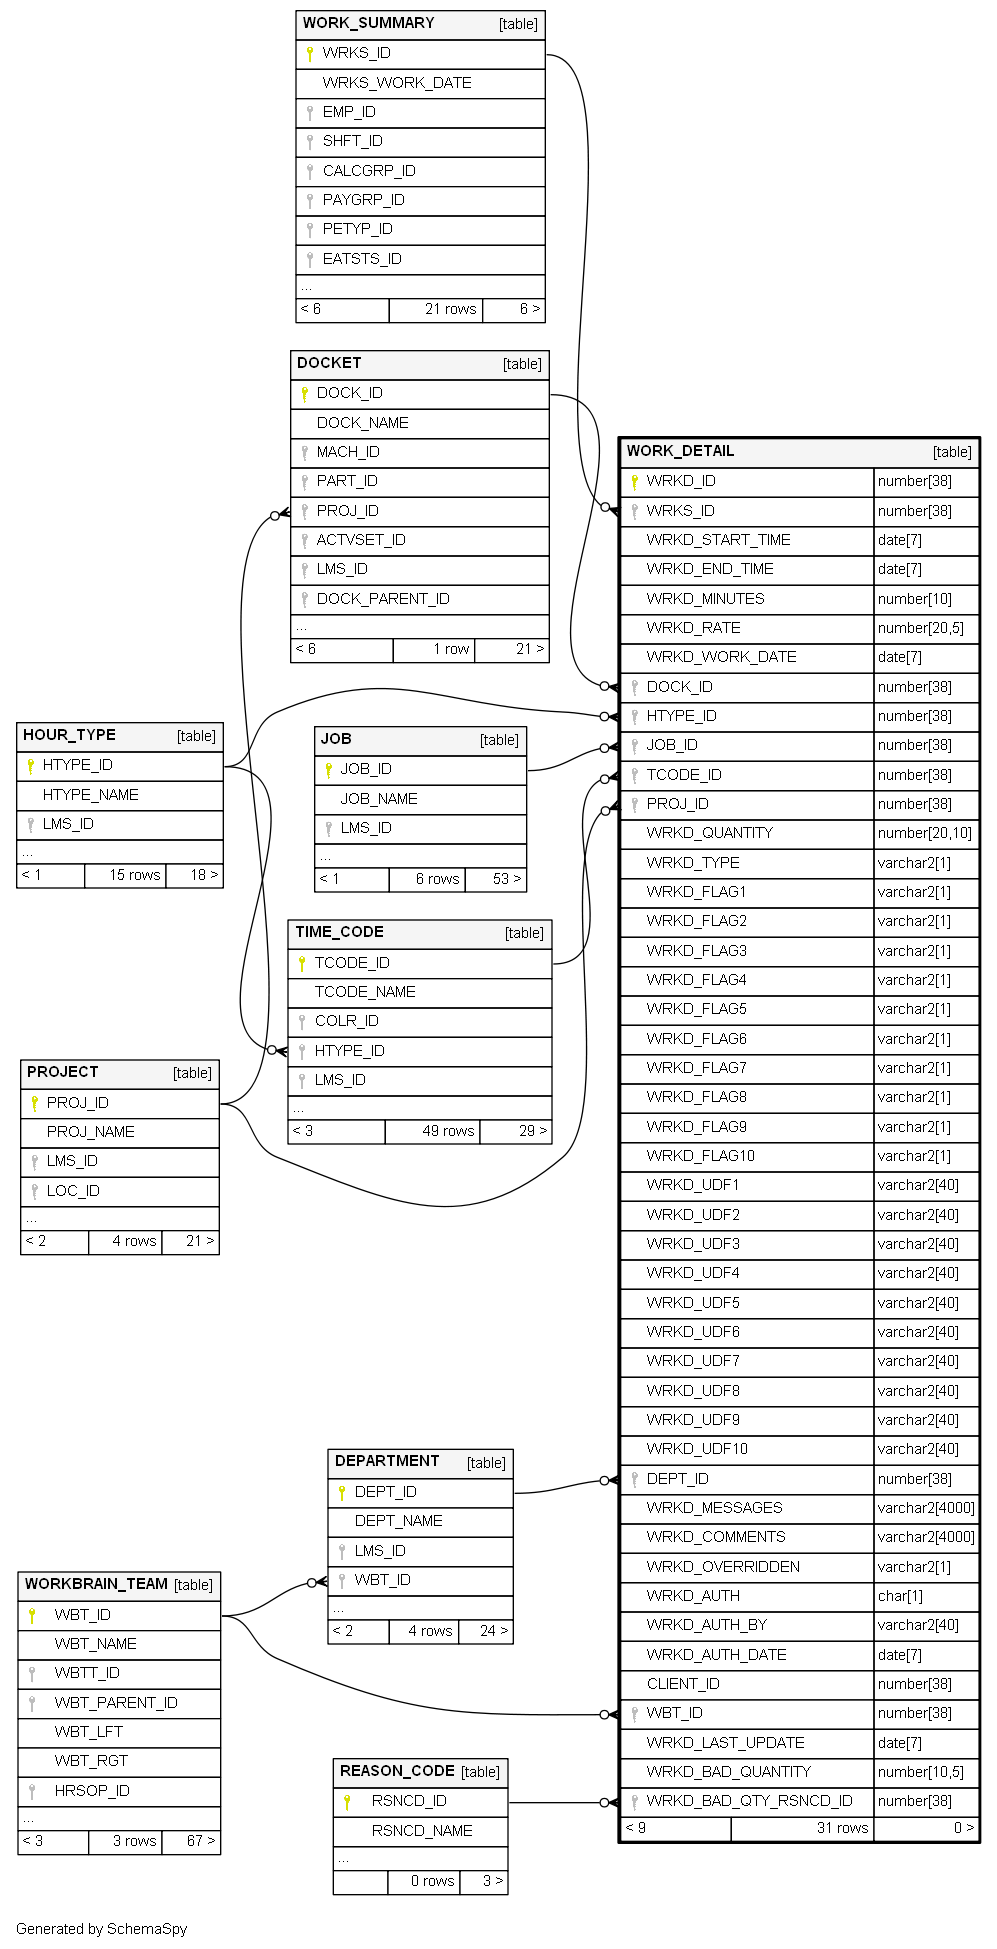 WORK_SUMMARY [table]
WRKS_ID
WRKS_WORK_DATE
EMP_ID
SHFT_ID
CALCGRP_ID
PAYGRP_ID
PETYP_ID
EATSTS_ID
...
< 6 21 rows 6 >
DOCKET [table]
DOCK_ID
DOCK_NAME
MACH_ID
PART_ID
PROJ_ID
ACTVSET_ID
LMS_ID
DOCK_PARENT_ID
...
< 6 1 row 21 >
HOUR_TYPE [table]
HTYPE_ID
HTYPE_NAME
LMS_ID
...
< 1 15 rows 18 >
JOB [table]
JOB_ID
JOB_NAME
LMS_ID
...
< 1 6 rows 53 >
TIME_CODE [table]
TCODE_ID
TCODE_NAME
COLR_ID
HTYPE_ID
LMS_ID
...
< 3 49 rows 29 >
PROJECT [table]
PROJ_ID
PROJ_NAME
LMS_ID
LOC_ID
...
< 2 4 rows 21 >
WORK_DETAIL [table]
WRKD_ID number[38]
WRKS_ID number[38]
WRKD_START_TIME date[7]
WRKD_END_TIME date[7]
WRKD_MINUTES number[10]
WRKD_RATE number[20,5]
WRKD_WORK_DATE date[7]
DOCK_ID number[38]
HTYPE_ID number[38]
JOB_ID number[38]
TCODE_ID number[38]
PROJ_ID number[38]
WRKD_QUANTITY number[20,10]
WRKD_TYPE varchar2[1]
WRKD_FLAG1 varchar2[1]
WRKD_FLAG2 varchar2[1]
WRKD_FLAG3 varchar2[1]
WRKD_FLAG4 varchar2[1]
WRKD_FLAG5 varchar2[1]
WRKD_FLAG6 varchar2[1]
WRKD_FLAG7 varchar2[1]
WRKD_FLAG8 varchar2[1]
WRKD_FLAG9 varchar2[1]
WRKD_FLAG10 varchar2[1]
WRKD_UDF1 varchar2[40]
WRKD_UDF2 varchar2[40]
WRKD_UDF3 varchar2[40]
WRKD_UDF4 varchar2[40]
WRKD_UDF5 varchar2[40]
WRKD_UDF6 varchar2[40]
WRKD_UDF7 varchar2[40]
WRKD_UDF8 varchar2[40]
WRKD_UDF9 varchar2[40]
WRKD_UDF10 varchar2[40]
DEPT_ID number[38]
WRKD_MESSAGES varchar2[4000]
WRKD_COMMENTS varchar2[4000]
WRKD_OVERRIDDEN varchar2[1]
WRKD_AUTH char[1]
WRKD_AUTH_BY varchar2[40]
WRKD_AUTH_DATE date[7]
CLIENT_ID number[38]
WBT_ID number[38]
WRKD_LAST_UPDATE date[7]
WRKD_BAD_QUANTITY number[10,5]
WRKD_BAD_QTY_RSNCD_ID number[38]
< 9 31 rows 0 >
DEPARTMENT [table]
DEPT_ID
DEPT_NAME
LMS_ID
WBT_ID
...
< 2 4 rows 24 >
WORKBRAIN_TEAM [table]
WBT_ID
WBT_NAME
WBTT_ID
WBT_PARENT_ID
WBT_LFT
WBT_RGT
HRSOP_ID
...
< 3 3 rows 67 >
REASON_CODE [table]
RSNCD_ID
RSNCD_NAME
...
0 rows 3 >
Generated by SchemaSpy